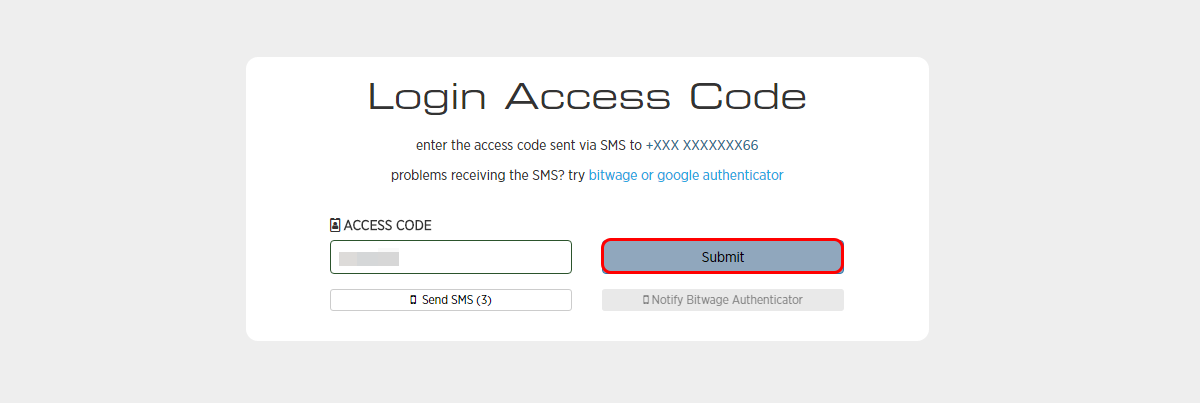 Login Access Code
enter the access code sent via SMS to +XXX XXXXXXX66
problems receiving the SMS? try bitwage or google authenticator
ACCESS CODE
Submit
Send SMS (3)
Notify Bitwage Authenticator